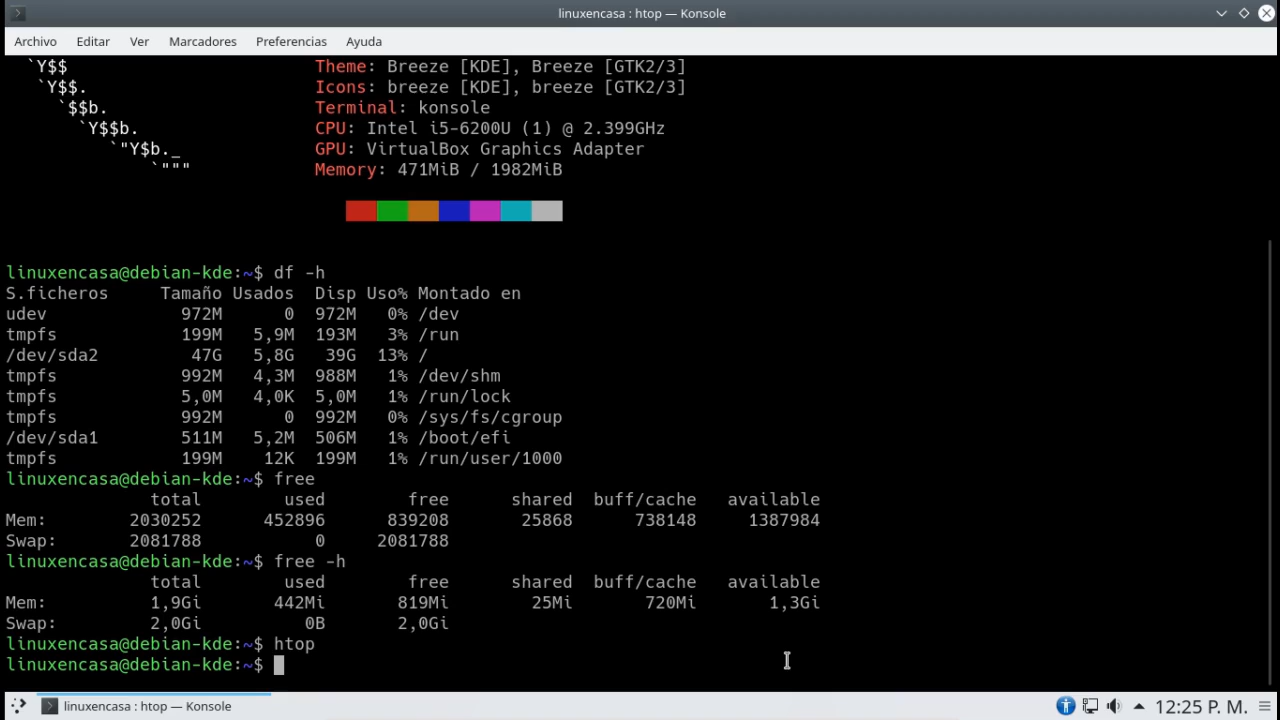 linuxencasa : htop — Konsole
Archivo Editar Ver Marcadores Preferencias Ayuda
`Y$$ Theme: Breeze [KDE], Breeze [GTK2/3]
`Y$$. Icons: breeze [KDE], breeze [GTK2/3]
`$$b. Terminal: konsole
`Y$$b. CPU: Intel i5-6200U (1) @ 2.399GHz
`"Y$b._ GPU: VirtualBox Graphics Adapter
`""" Memory: 471MiB / 1982MiB
linuxencasa@debian-kde:~$ df -h
S.ficheros Tamaño Usados Disp Uso% Montado en
udev 972M 0 972M 0% /dev
tmpfs 199M 5,9M 193M 3% /run
/dev/sda2 47G 5,8G 39G 13% /
tmpfs 992M 4,3M 988M 1% /dev/shm
tmpfs 5,0M 4,0K 5,0M 1% /run/lock
tmpfs 992M 0 992M 0% /sys/fs/cgroup
/dev/sda1 511M 5,2M 506M 1% /boot/efi
tmpfs 199M 12K 199M 1% /run/user/1000
linuxencasa@debian-kde:~$ free
total used free shared buff/cache available
Mem: 2030252 452896 839208 25868 738148 1387984
Swap: 2081788 0 2081788
linuxencasa@debian-kde:~$ free -h
total used free shared buff/cache available
Mem: 1,9Gi 442Mi 819Mi 25Mi 720Mi 1,3Gi
Swap: 2,0Gi 0B 2,0Gi
linuxencasa@debian-kde:~$ htop
linuxencasa@debian-kde:~$
linuxencasa : htop — Konsole 12:25 P. M.